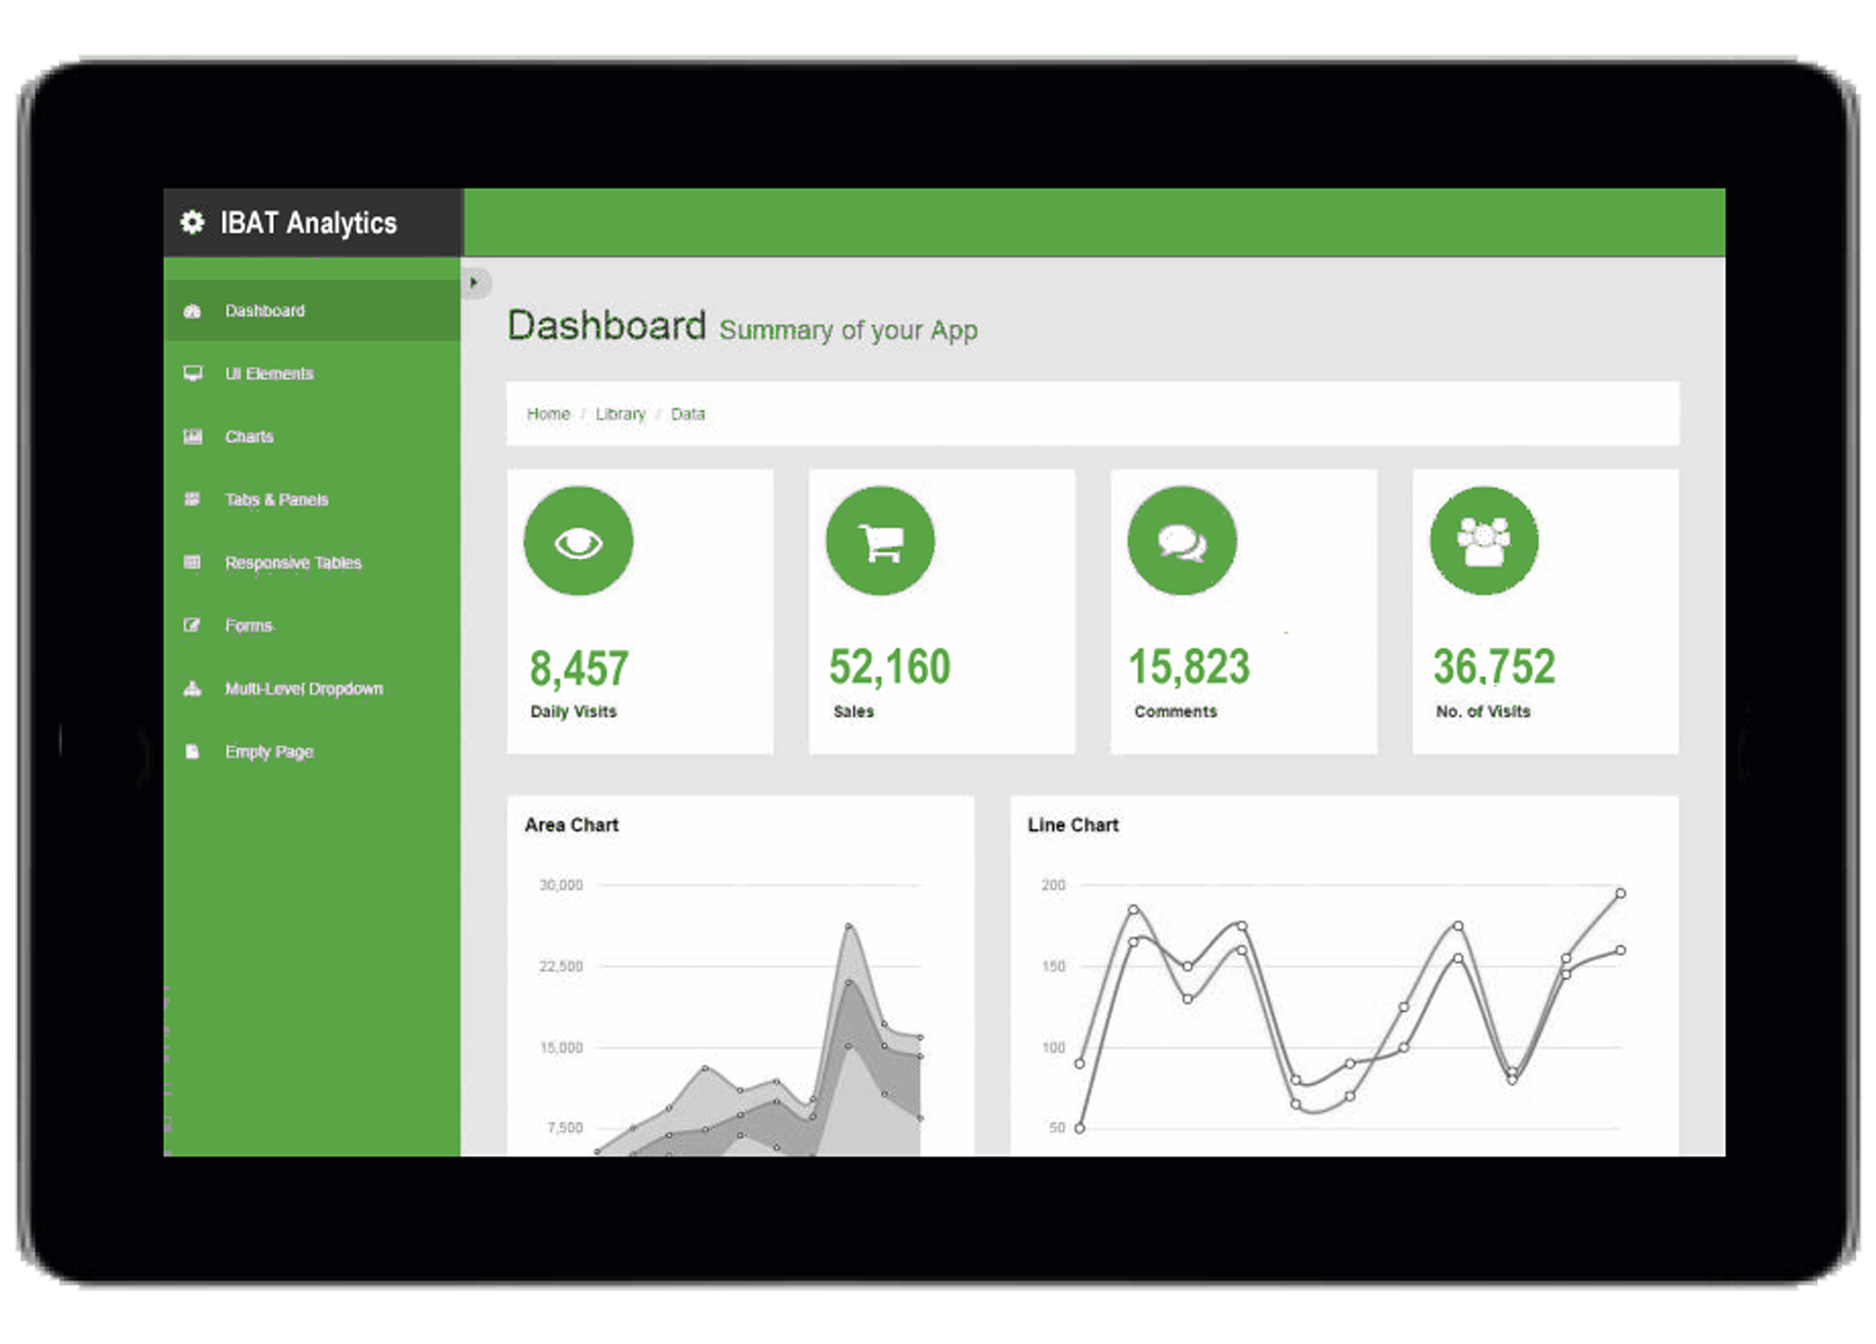 IBAT Analytics
Dashboard
UI Elements
Charts
Tabs & Panels
Responsive Tables
Forms
Multi-Level Dropdown
Empty Page
Dashboard Summary of your App
Home / Library / Data
8,457
Daily Visits
52,160
Sales
15,823
Comments
36,752
No. of Visits
Area Chart
30,000
22,500
15,000
7,500
Line Chart
200
150
100
50